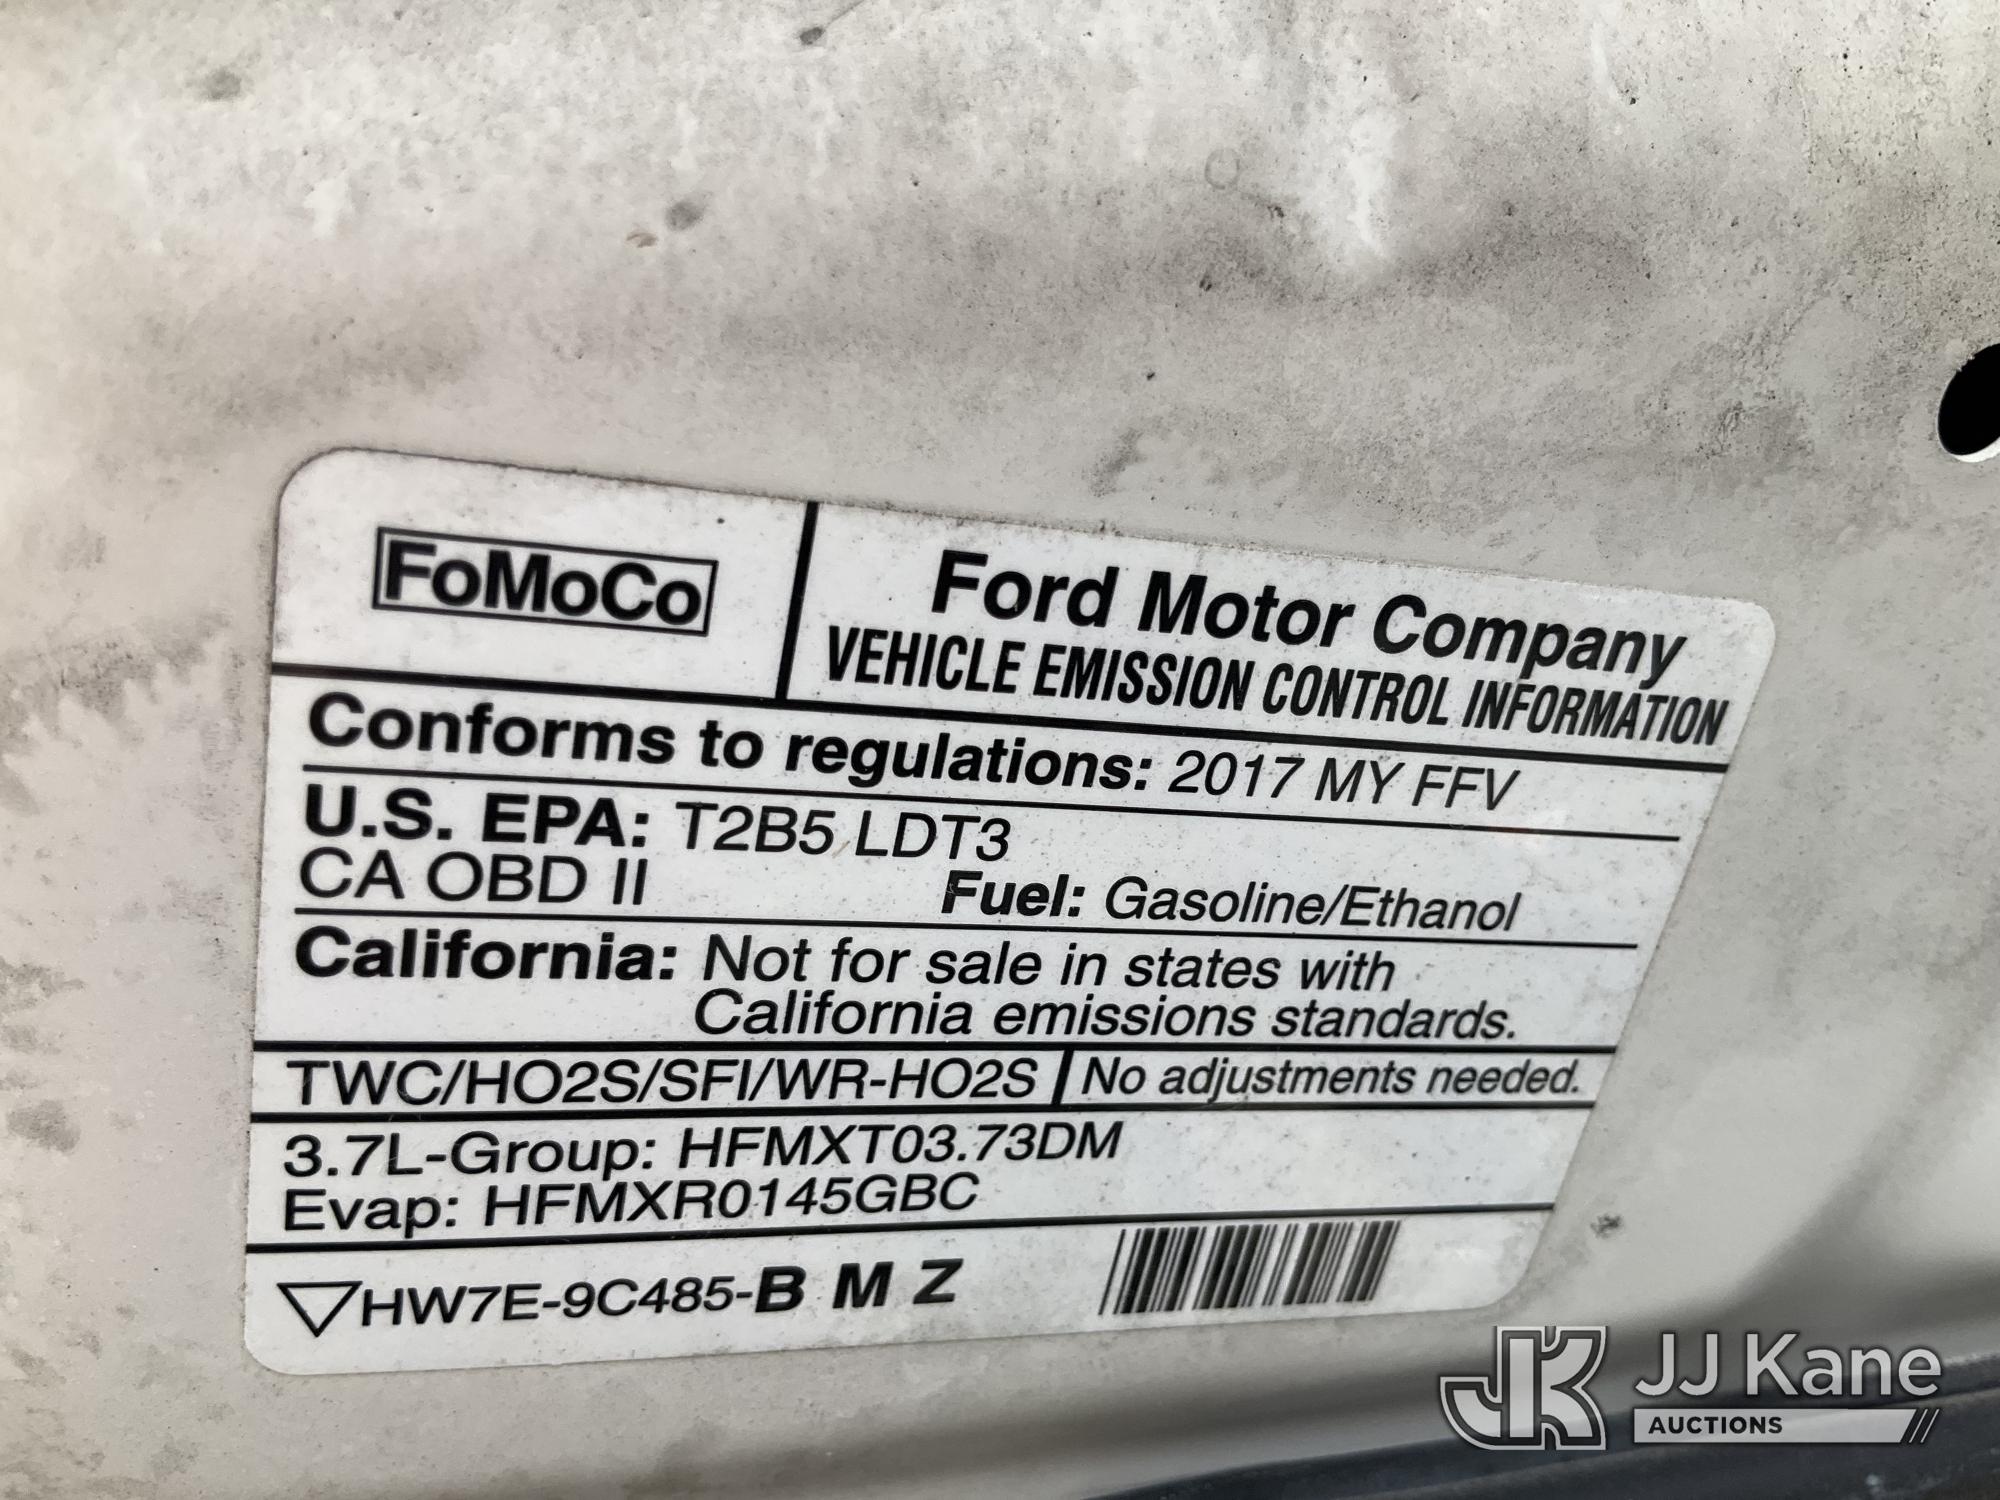 FoMoCo
Ford Motor Company
VEHICLE EMISSION CONTROL INFORMATION
Conforms to regulations: 2017 MY FFV
U.S. EPA: T2B5 LDT3
CA OBD II
Fuel: Gasoline/Ethanol
California: Not for sale in states with
California emissions standards.
TWC/HO2S/SFI/WR-HO2S
No adjustments needed.
3.7L-Group: HFMXT03.73DM
Evap: HFMXR0145GBC
HW7E-9C485-B M Z
JK
JJ Kane
AUCTIONS